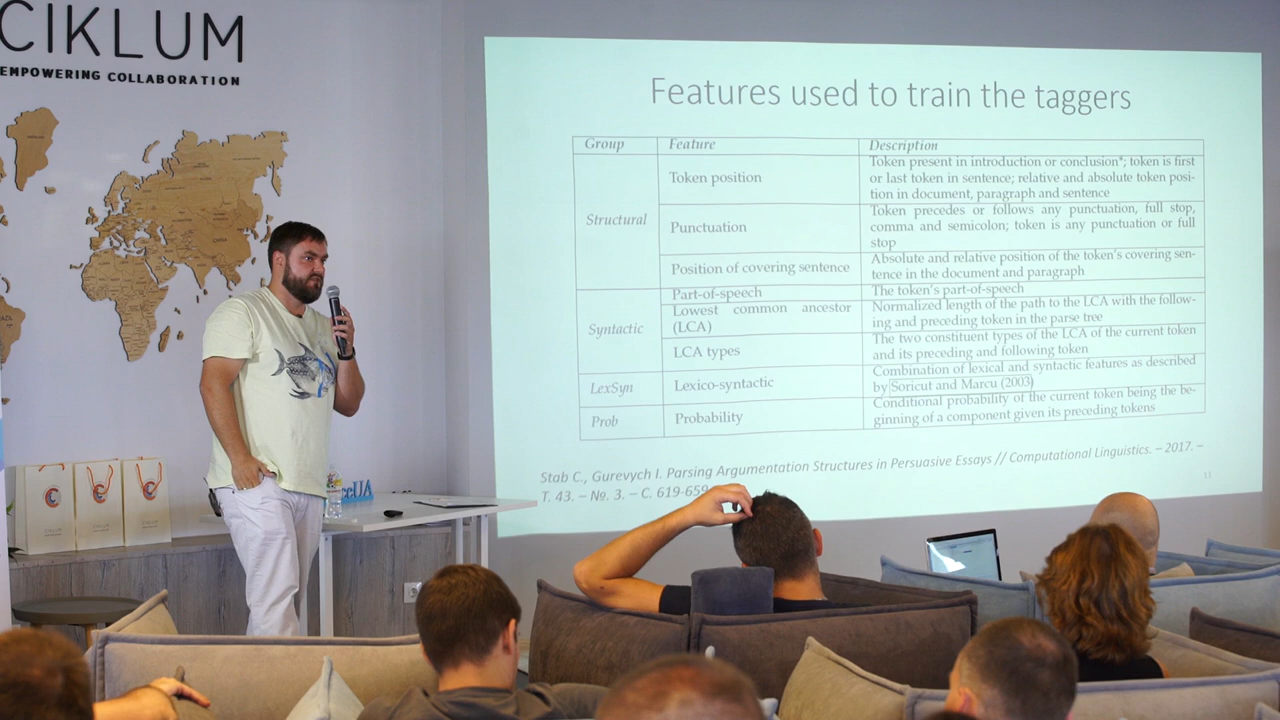 CIKLUM
EMPOWERING COLLABORATION
Features used to train the taggers
Group Feature Description
Structural
Token position
Token present in introduction or conclusion*; token is first
or last token in sentence; relative and absolute token posi-
tion in document, paragraph and sentence
Punctuation
Token precedes or follows any punctuation, full stop,
comma and semicolon; token is any punctuation or full
stop
Position of covering sentence
Absolute and relative position of the token's covering sen-
tence in the document and paragraph
Syntactic
Part-of-speech
The token's part-of-speech
Lowest common ancestor
(LCA)
Normalized length of the path to the LCA with the follow-
ing and preceding token in the parse tree
LCA types
The two constituent types of the LCA of the current token
and its preceding and following token
LexSyn
Lexico-syntactic
Combination of lexical and syntactic features as described
by Soricut and Marcu (2003)
Prob
Probability
Conditional probability of the current token being the be-
ginning of a component given its preceding tokens
Stab C., Gurevych I. Parsing Argumentation Structures in Persuasive Essays // Computational Linguistics. – 2017. –
T. 43. – №. 3. – C. 619-659
11
CHINA
ccUA
CIKLUM
CIKLUM
CIKLUM